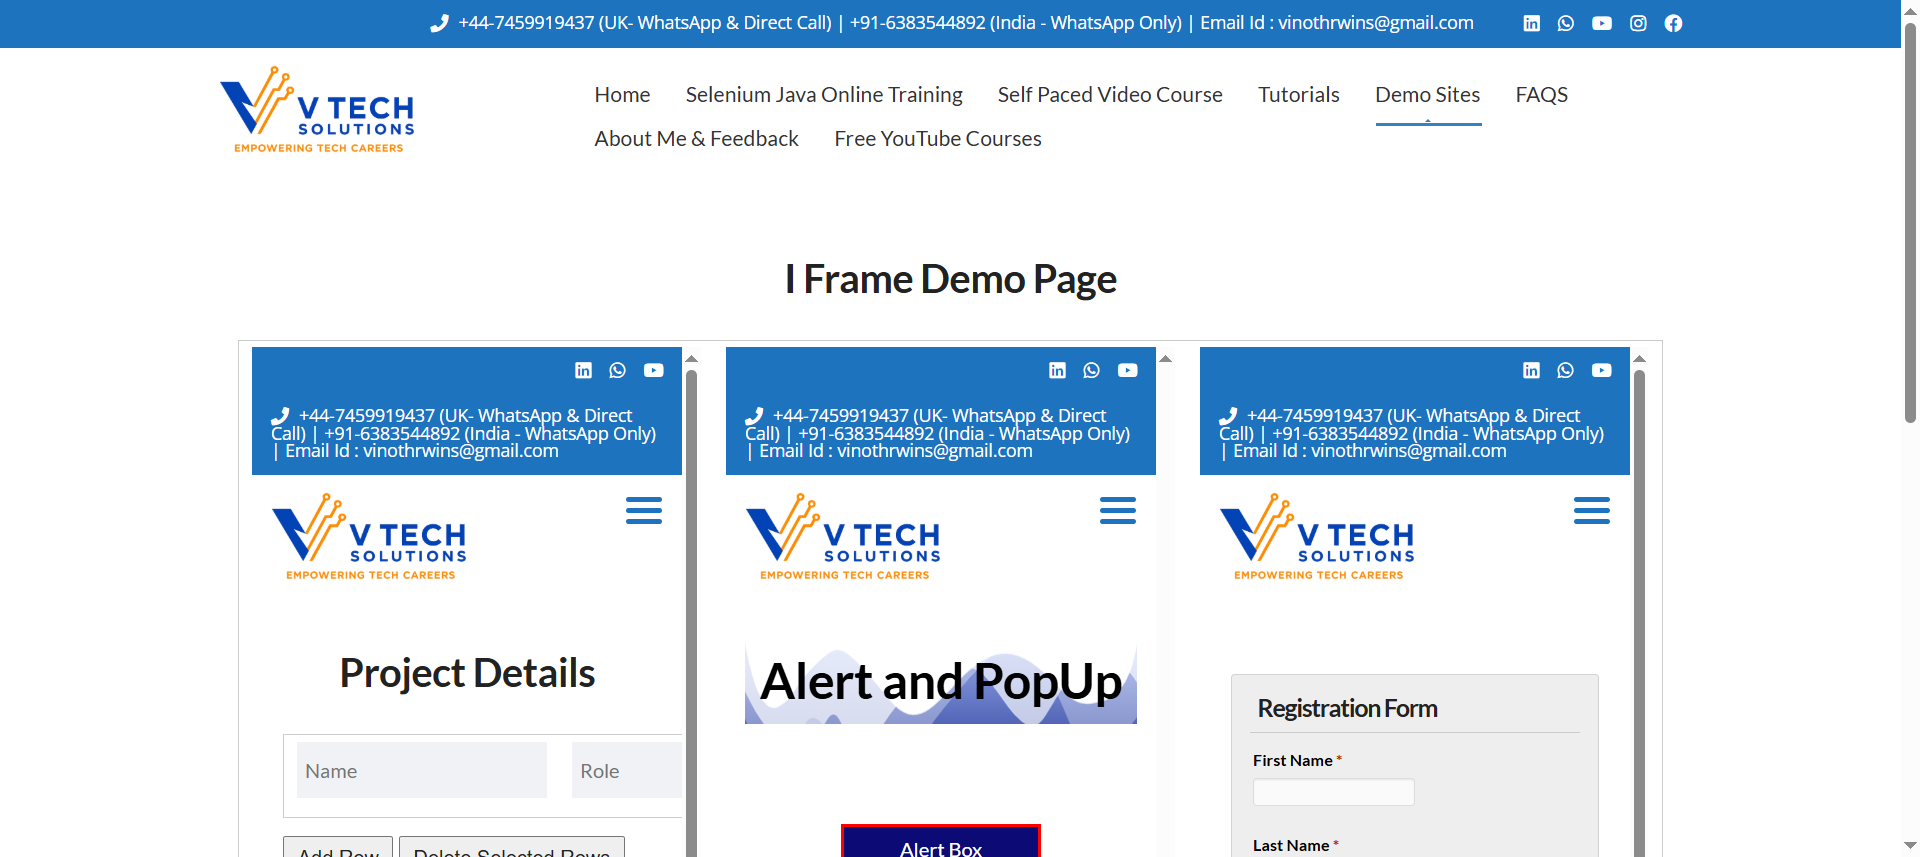 +44-7459919437 (UK- WhatsApp & Direct Call) | +91-6383544892 (India - WhatsApp Only) | Email Id : vinothrwins@gmail.com
V TECH
SOLUTIONS
EMPOWERING TECH CAREERS
Home Selenium Java Online Training Self Paced Video Course Tutorials Demo Sites FAQS
About Me & Feedback Free YouTube Courses
I Frame Demo Page
+44-7459919437 (UK- WhatsApp & Direct
Call) | +91-6383544892 (India - WhatsApp Only)
| Email Id : vinothrwins@gmail.com
V TECH
SOLUTIONS
EMPOWERING TECH CAREERS
Project Details
Name Role
Add Row Delete Selected Rows
+44-7459919437 (UK- WhatsApp & Direct
Call) | +91-6383544892 (India - WhatsApp Only)
| Email Id : vinothrwins@gmail.com
V TECH
SOLUTIONS
EMPOWERING TECH CAREERS
Alert and PopUp
Alert Box
+44-7459919437 (UK- WhatsApp & Direct
Call) | +91-6383544892 (India - WhatsApp Only)
| Email Id : vinothrwins@gmail.com
V TECH
SOLUTIONS
EMPOWERING TECH CAREERS
Registration Form
First Name *
Last Name *